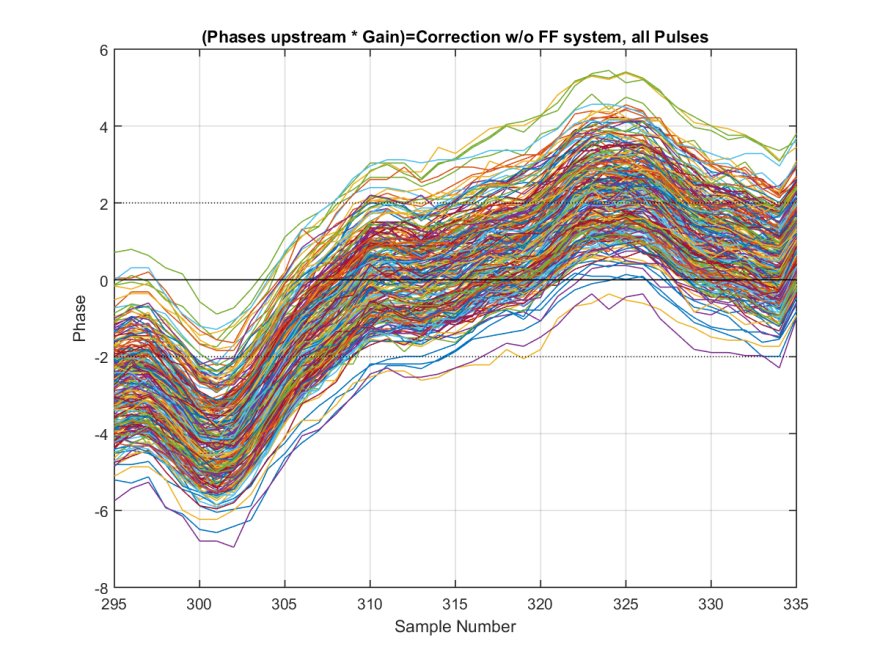 (Phases upstream * Gain)=Correction w/o FF system, all Pulses
6
4
2
0
-2
-4
-6
-8
Phase
295 300 305 310 315 320 325 330 335
Sample Number